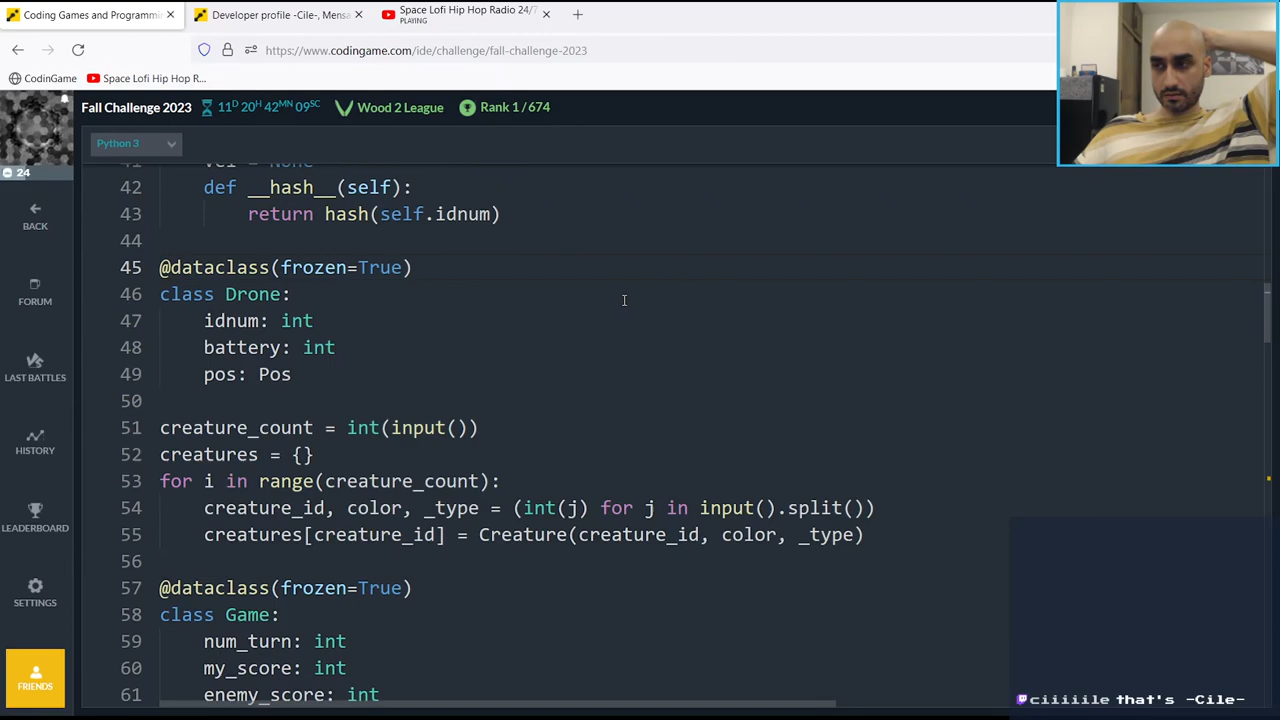 Coding Games and Programmi
Developer profile -Cile-, Mensa
Space Lofi Hip Hop Radio 24/7
PLAYING
https://www.codingame.com/ide/challenge/fall-challenge-2023
CodinGame
Space Lofi Hip Hop R...
Fall Challenge 2023
11D 20H 42MN 09SC
Wood 2 League
Rank 1 / 674
Python 3
24
BACK
FORUM
LAST BATTLES
HISTORY
LEADERBOARD
SETTINGS
FRIENDS
41 vel = None
42 def __hash__(self):
43 return hash(self.idnum)
44
45 @dataclass(frozen=True)
46 class Drone:
47 idnum: int
48 battery: int
49 pos: Pos
50
51 creature_count = int(input())
52 creatures = {}
53 for i in range(creature_count):
54 creature_id, color, _type = (int(j) for j in input().split())
55 creatures[creature_id] = Creature(creature_id, color, _type)
56
57 @dataclass(frozen=True)
58 class Game:
59 num_turn: int
60 my_score: int
61 enemy_score: int
ciiiiile that's -Cile-